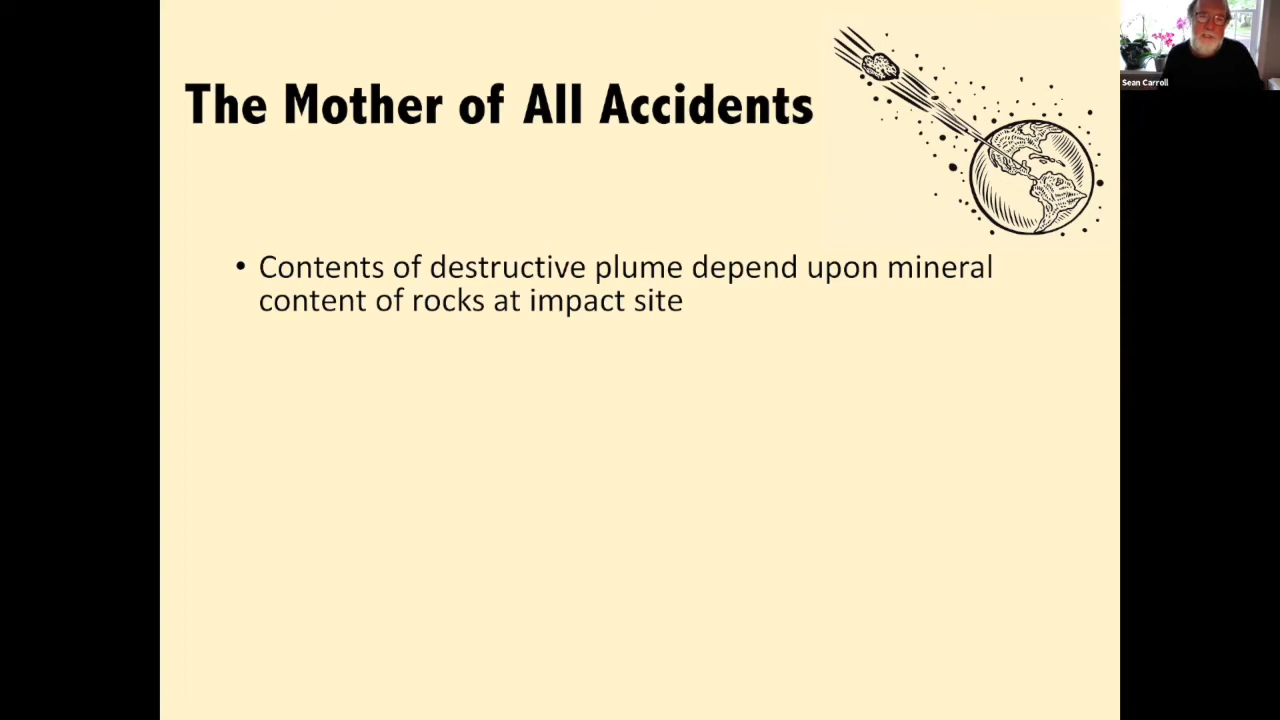 The Mother of All Accidents
• Contents of destructive plume depend upon mineral
content of rocks at impact site
Sean Carroll